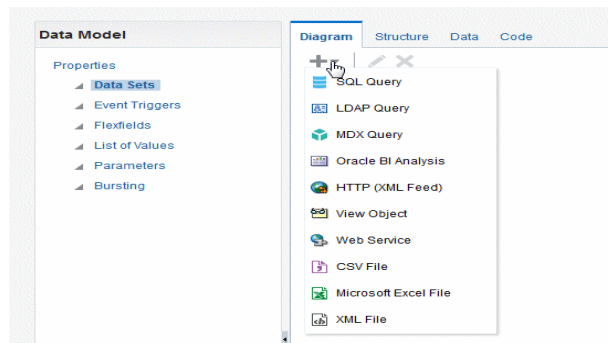 Data Model
Properties
Data Sets
Event Triggers
Flexfields
List of Values
Parameters
Bursting
Diagram Structure Data Code
SQL Query
LDAP Query
MDX Query
Oracle BI Analysis
HTTP (XML Feed)
View Object
Web Service
CSV File
Microsoft Excel File
XML File